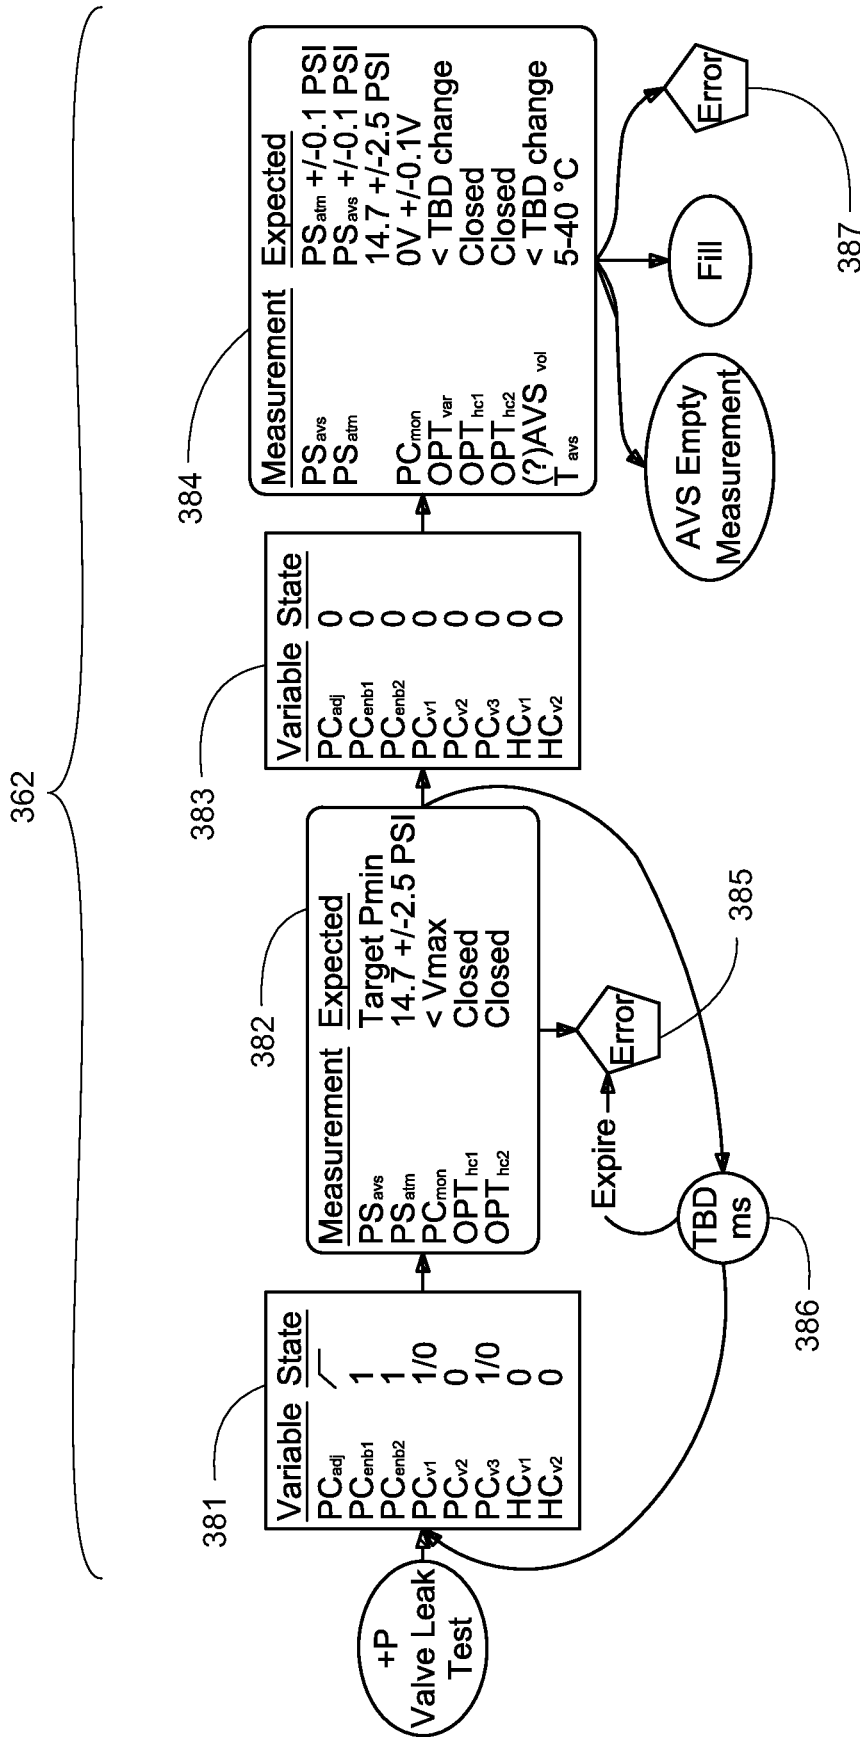 362
+P
Valve Leak
Test
381
Variable State
PCadj
PCenb1 1
PCenb2 1
PCv1 1/0
PCv2 0
PCv3 1/0
HCv1 0
HCv2 0
382
Measurement Expected
PSavs Target Pmin
PSatm 14.7 +/-2.5 PSI
PCmon < Vmax
OPThc1 Closed
OPThc2 Closed
Expire
Error
385
TBD
ms
386
383
Variable State
PCadj 0
PCenb1 0
PCenb2 0
PCv1 0
PCv2 0
PCv3 0
HCv1 0
HCv2 0
384
Measurement Expected
PSavs PSatm +/-0.1 PSI
PSatm PSavs +/-0.1 PSI
14.7 +/-2.5 PSI
PCmon 0V +/-0.1V
OPTvar < TBD change
OPThc1 Closed
OPThc2 Closed
(?)AVS vol < TBD change
T avs 5-40 °C
AVS Empty
Measurement
Fill
Error
387